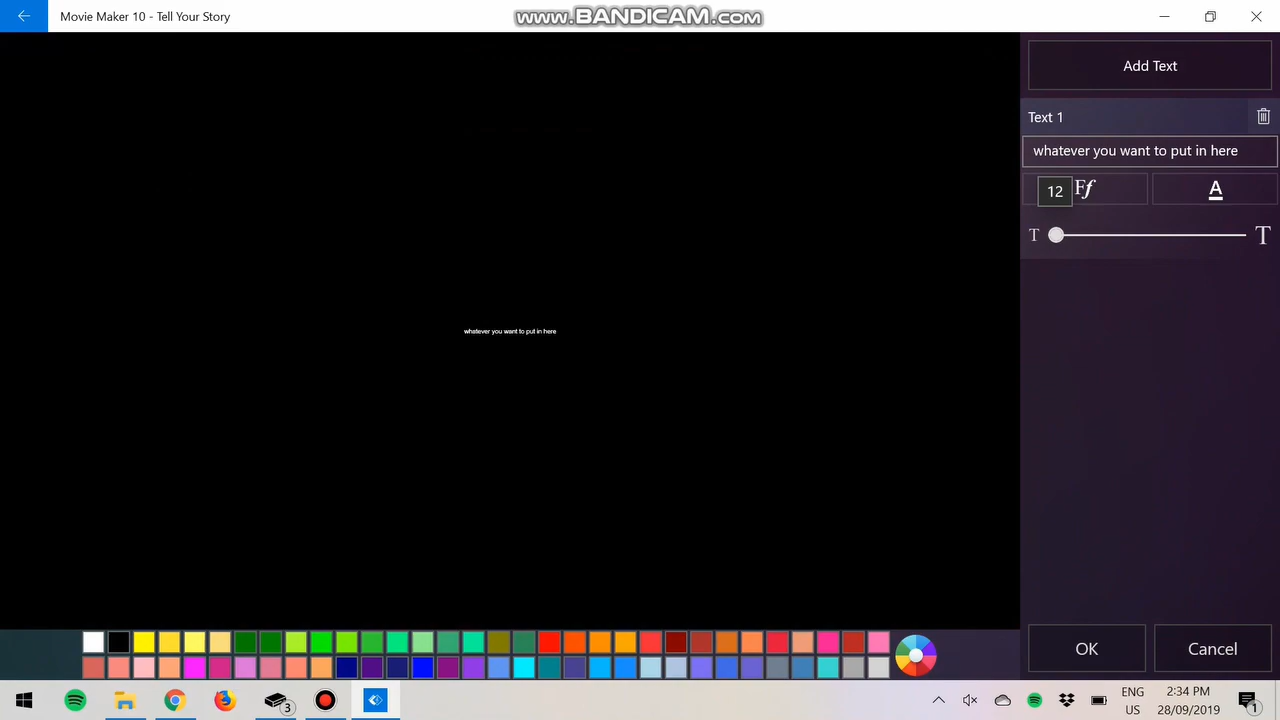 Movie Maker 10 - Tell Your Story
www.BANDICAM.com
Add Text
Text 1
whatever you want to put in here
12 Ff A
T T
whatever you want to put in here
OK Cancel
3
ENG
US
2:34 PM
28/09/2019
1